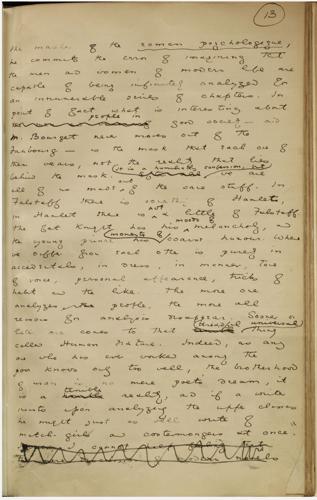 13
the master of the roman psychologique,
he commits the error of imagining that
the men and women of modern life are
capable of being infinitely analyzed for
an innumerable series of chapters. In
point of fact what is interesting about
people in good society - and
M. Bourget never moves out of the
Faubourg - is the mask that each one of
them wears, not the reality that lies
behind the mask. (it is a humiliating confession, but we are
all of us made out of the same stuff. In
Falstaff there is something of Hamlet,
in Hamlet there is not a little of Falstaff.
The fat knight has his moods of melancholy, and
the young prince his moments of coarse humour. Where
we differ from each other is purely in
accidentals, in dress, in manner, tone
of voice, personal appearance, tricks of
habit and the like. The more one
analyzes people, the more all
reasons for analysis disappear. Sooner or
later one comes to that dreadful universal thing
called Human Nature. Indeed, as any
one who has ever worked among the
poor knows only too well, the brotherhood
of man is no mere poet's dream, it
is a terrible reality, and if a writer
insists upon analyzing the upper classes
he might just as well write of
match-girls and costermongers at once.